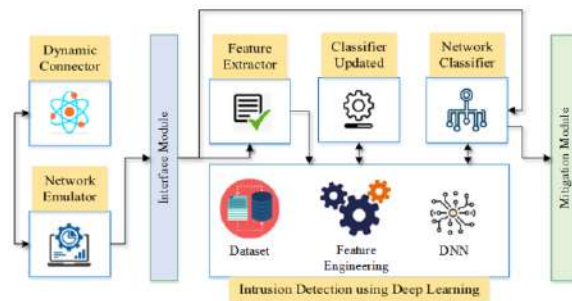 Dynamic
Connector
Network
Emulator
Interface Module
Feature
Extractor
Classifier
Updated
Network
Classifier
Dataset
Feature
Engineering
DNN
Intrusion Detection using Deep Learning
Mitigation Module